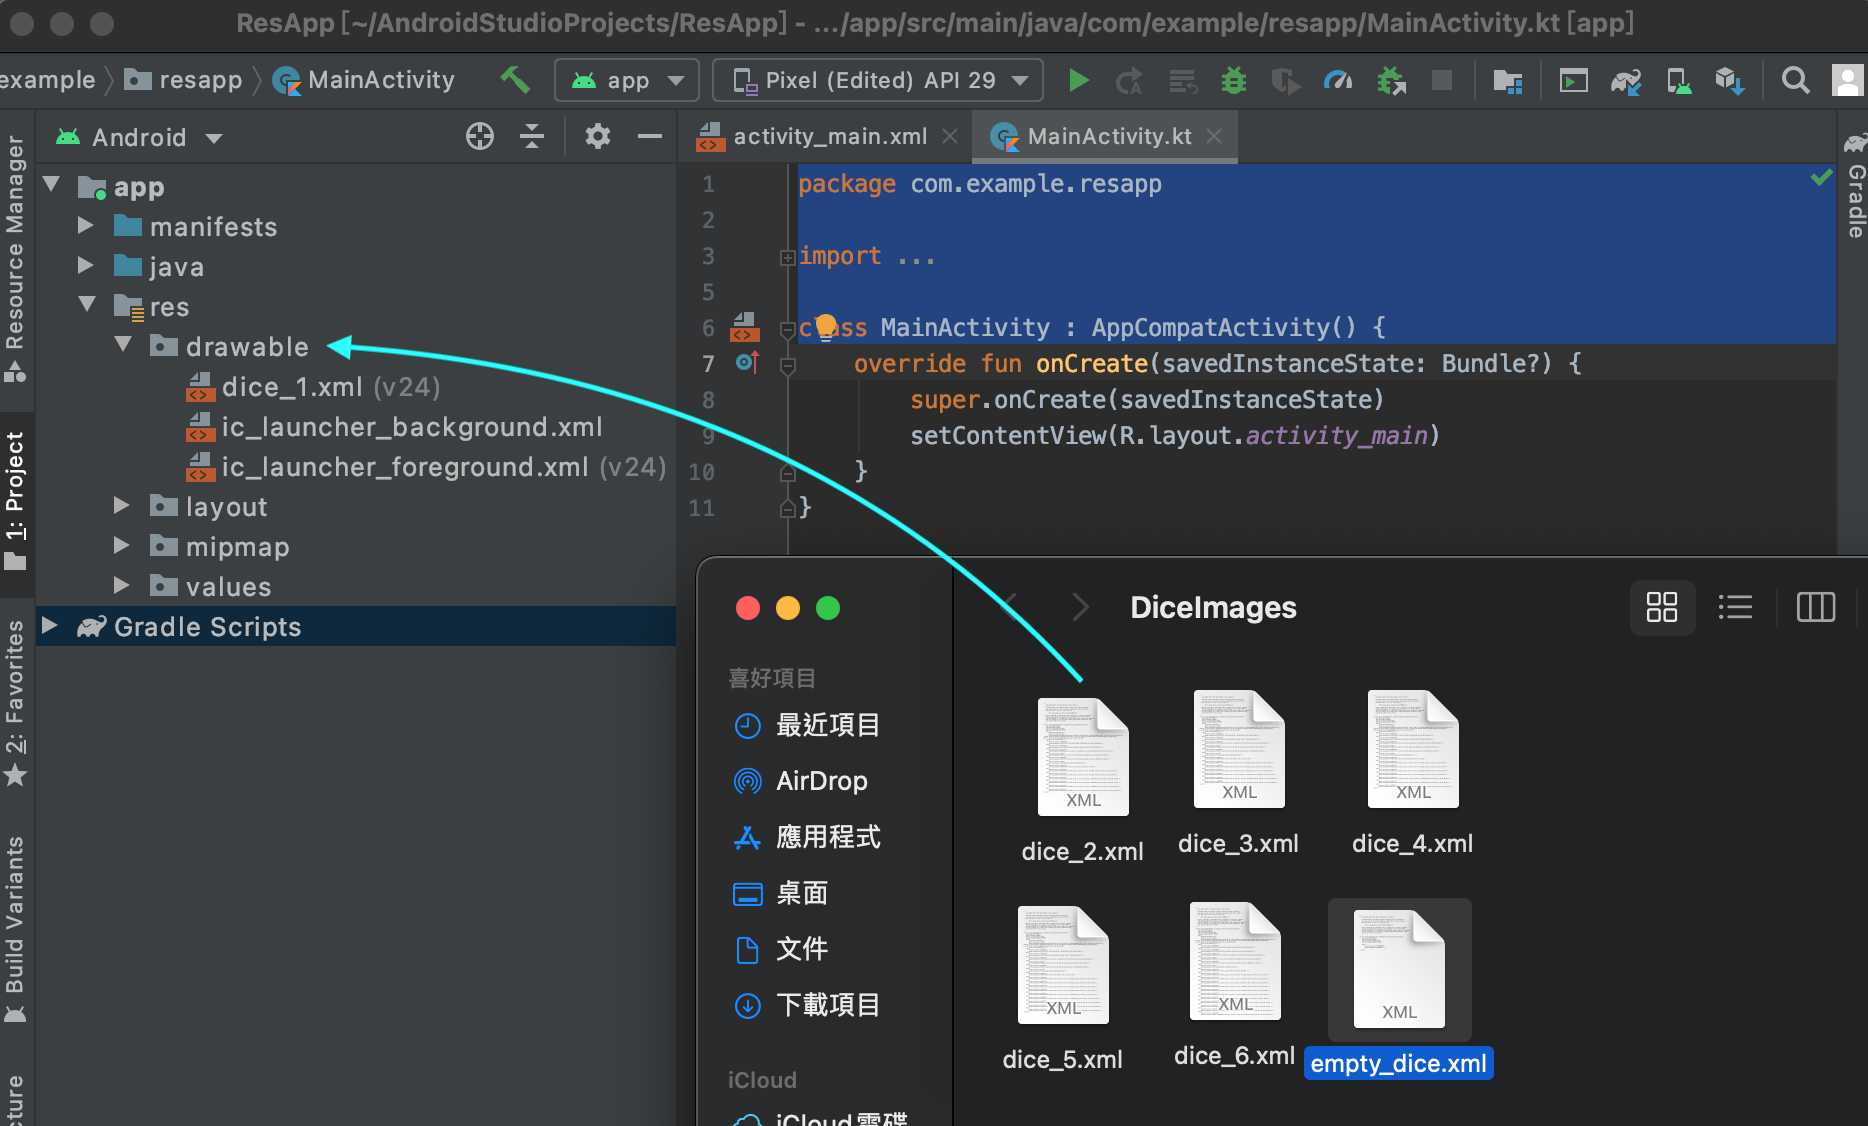 ResApp [~/AndroidStudioProjects/ResApp] - .../app/src/main/java/com/example/resapp/MainActivity.kt [app]
example
resapp
MainActivity
app
Pixel (Edited) API 29
Android
activity_main.xml
MainActivity.kt
Resource Manager
1: Project
2: Favorites
Build Variants
cture
Gradle
app
manifests
java
res
drawable
dice_1.xml (v24)
ic_launcher_background.xml
ic_launcher_foreground.xml (v24)
layout
mipmap
values
Gradle Scripts
1 package com.example.resapp
2
3 import ...
5
6 class MainActivity : AppCompatActivity() {
7 override fun onCreate(savedInstanceState: Bundle?) {
8 super.onCreate(savedInstanceState)
9 setContentView(R.layout.activity_main)
10 }
11 }
DiceImages
喜好項目
最近項目
AirDrop
應用程式
桌面
文件
下載項目
iCloud
iCloud雲碟
XML
XML
XML
dice_2.xml
dice_3.xml
dice_4.xml
XML
XML
XML
dice_5.xml
dice_6.xml
empty_dice.xml